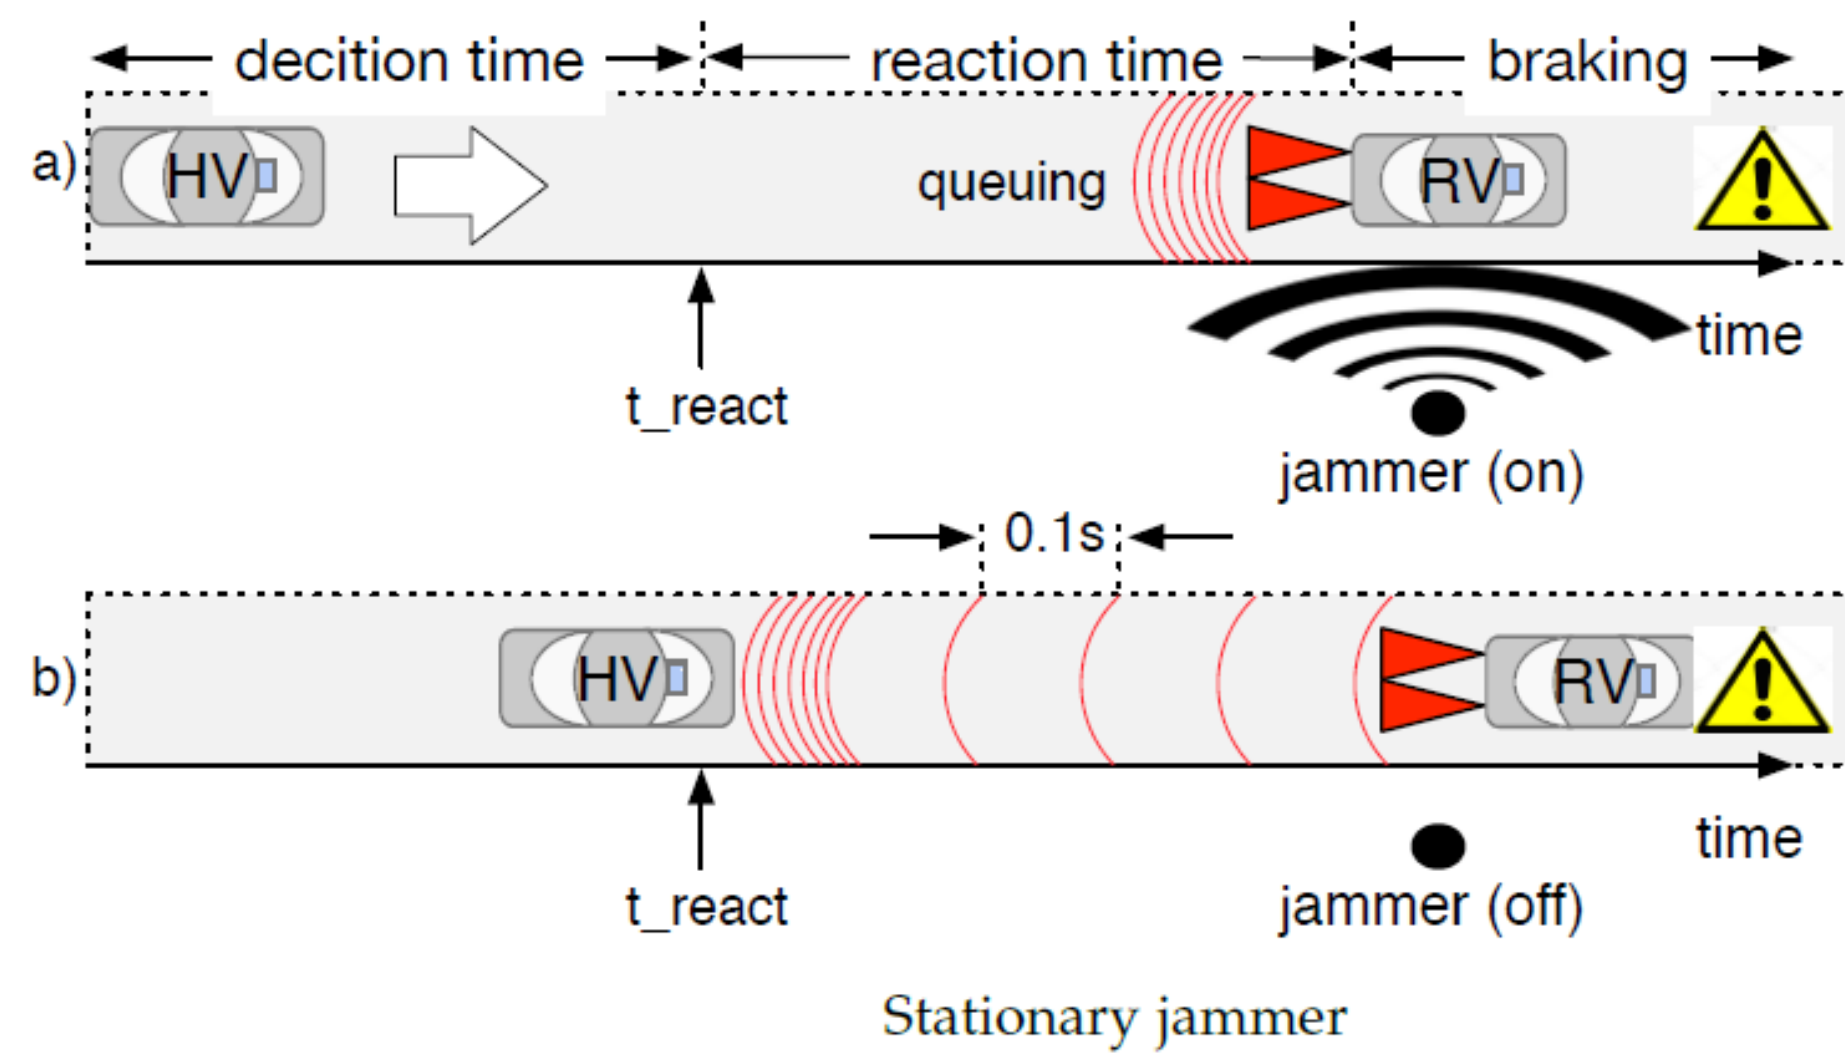 decition time reaction time braking
a) HV queuing RV
time
t_react
jammer (on)
0.1s
b) HV RV
time
t_react
jammer (off)
Stationary jammer